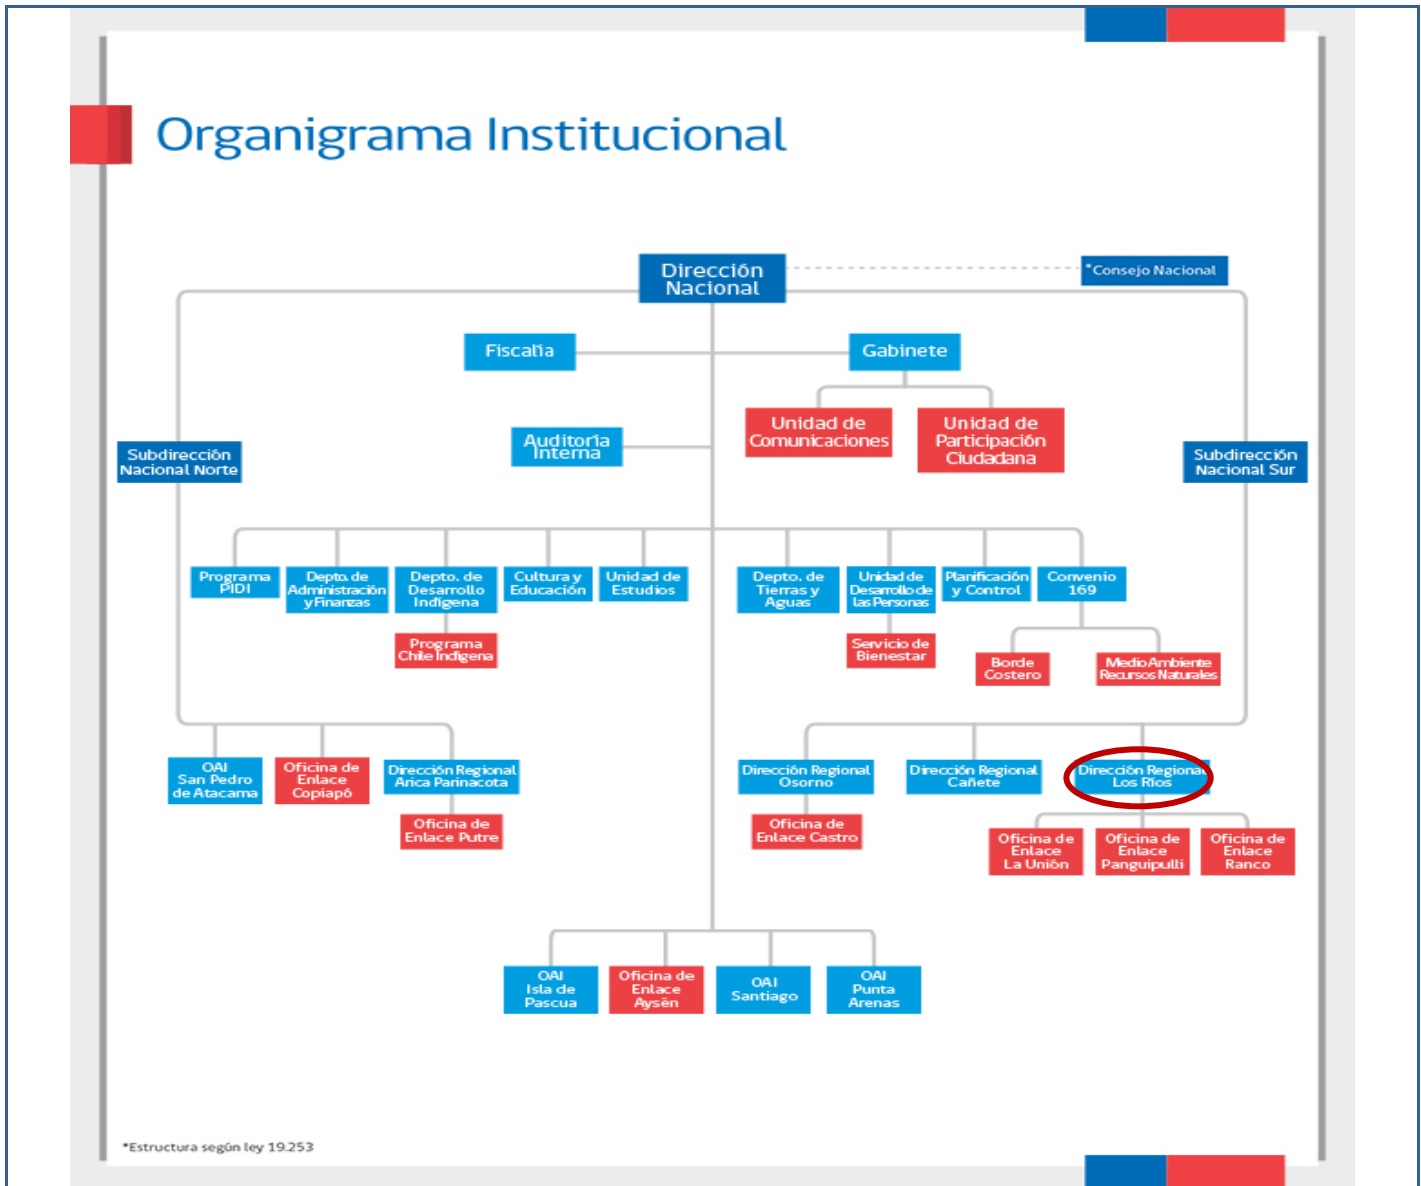 Organigrama Institucional
Dirección
Nacional
*Consejo Nacional
Fiscalía
Gabinete
Unidad de
Comunicaciones
Unidad de
Participación
Ciudadana
Auditoría
Interna
Subdirección
Nacional Norte
Subdirección
Nacional Sur
Programa
PIDI
Depto. de
Administración
y Finanzas
Depto. de
Desarrollo
Indígena
Cultura y
Educación
Unidad de
Estudios
Depto. de
Tierras y
Aguas
Unidad de
Desarrollo de
las Personas
Planificación
y Control
Convenio
169
Programa
Chile Indígena
Servicio de
Bienestar
Borde
Costero
Medio Ambiente
Recursos Naturales
OAI
San Pedro
de Atacama
Oficina de
Enlace
Copiapó
Dirección Regional
Arica Parinacota
Oficina de
Enlace Putre
Dirección Regional
Osorno
Dirección Regional
Cañete
Dirección Regional
Los Ríos
Oficina de
Enlace Castro
Oficina de
Enlace
La Unión
Oficina de
Enlace
Panguipulli
Oficina de
Enlace
Ranco
OAI
Isla de
Pascua
Oficina de
Enlace
Aysén
OAI
Santiago
OAI
Punta
Arenas
*Estructura según ley 19.253